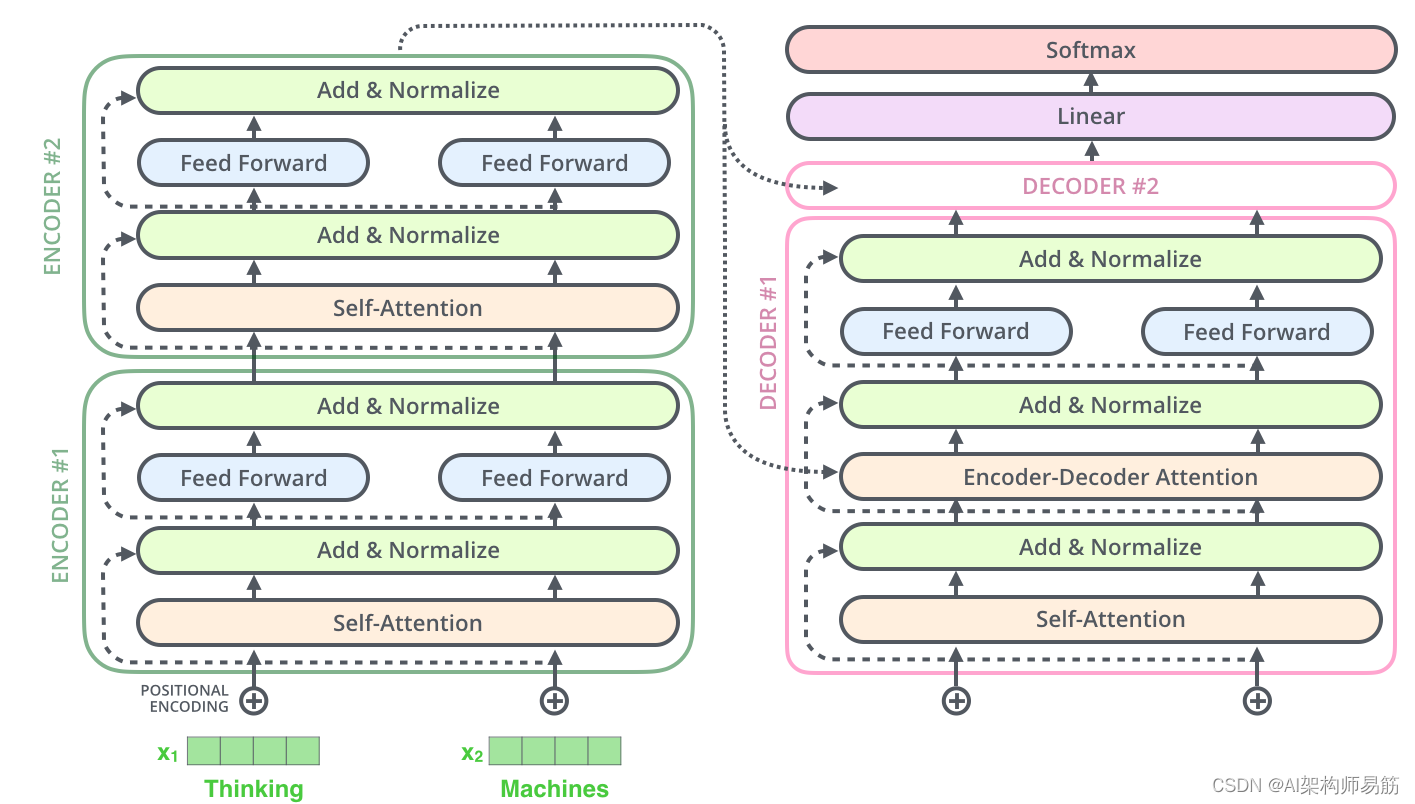 ENCODER #2
Add & Normalize
Feed Forward
Feed Forward
Add & Normalize
Self-Attention
ENCODER #1
Add & Normalize
Feed Forward
Feed Forward
Add & Normalize
Self-Attention
POSITIONAL
ENCODING
x1
x2
Thinking
Machines
Softmax
Linear
DECODER #2
DECODER #1
Add & Normalize
Feed Forward
Feed Forward
Add & Normalize
Encoder-Decoder Attention
Add & Normalize
Self-Attention
CSDN @AI架构师易筋